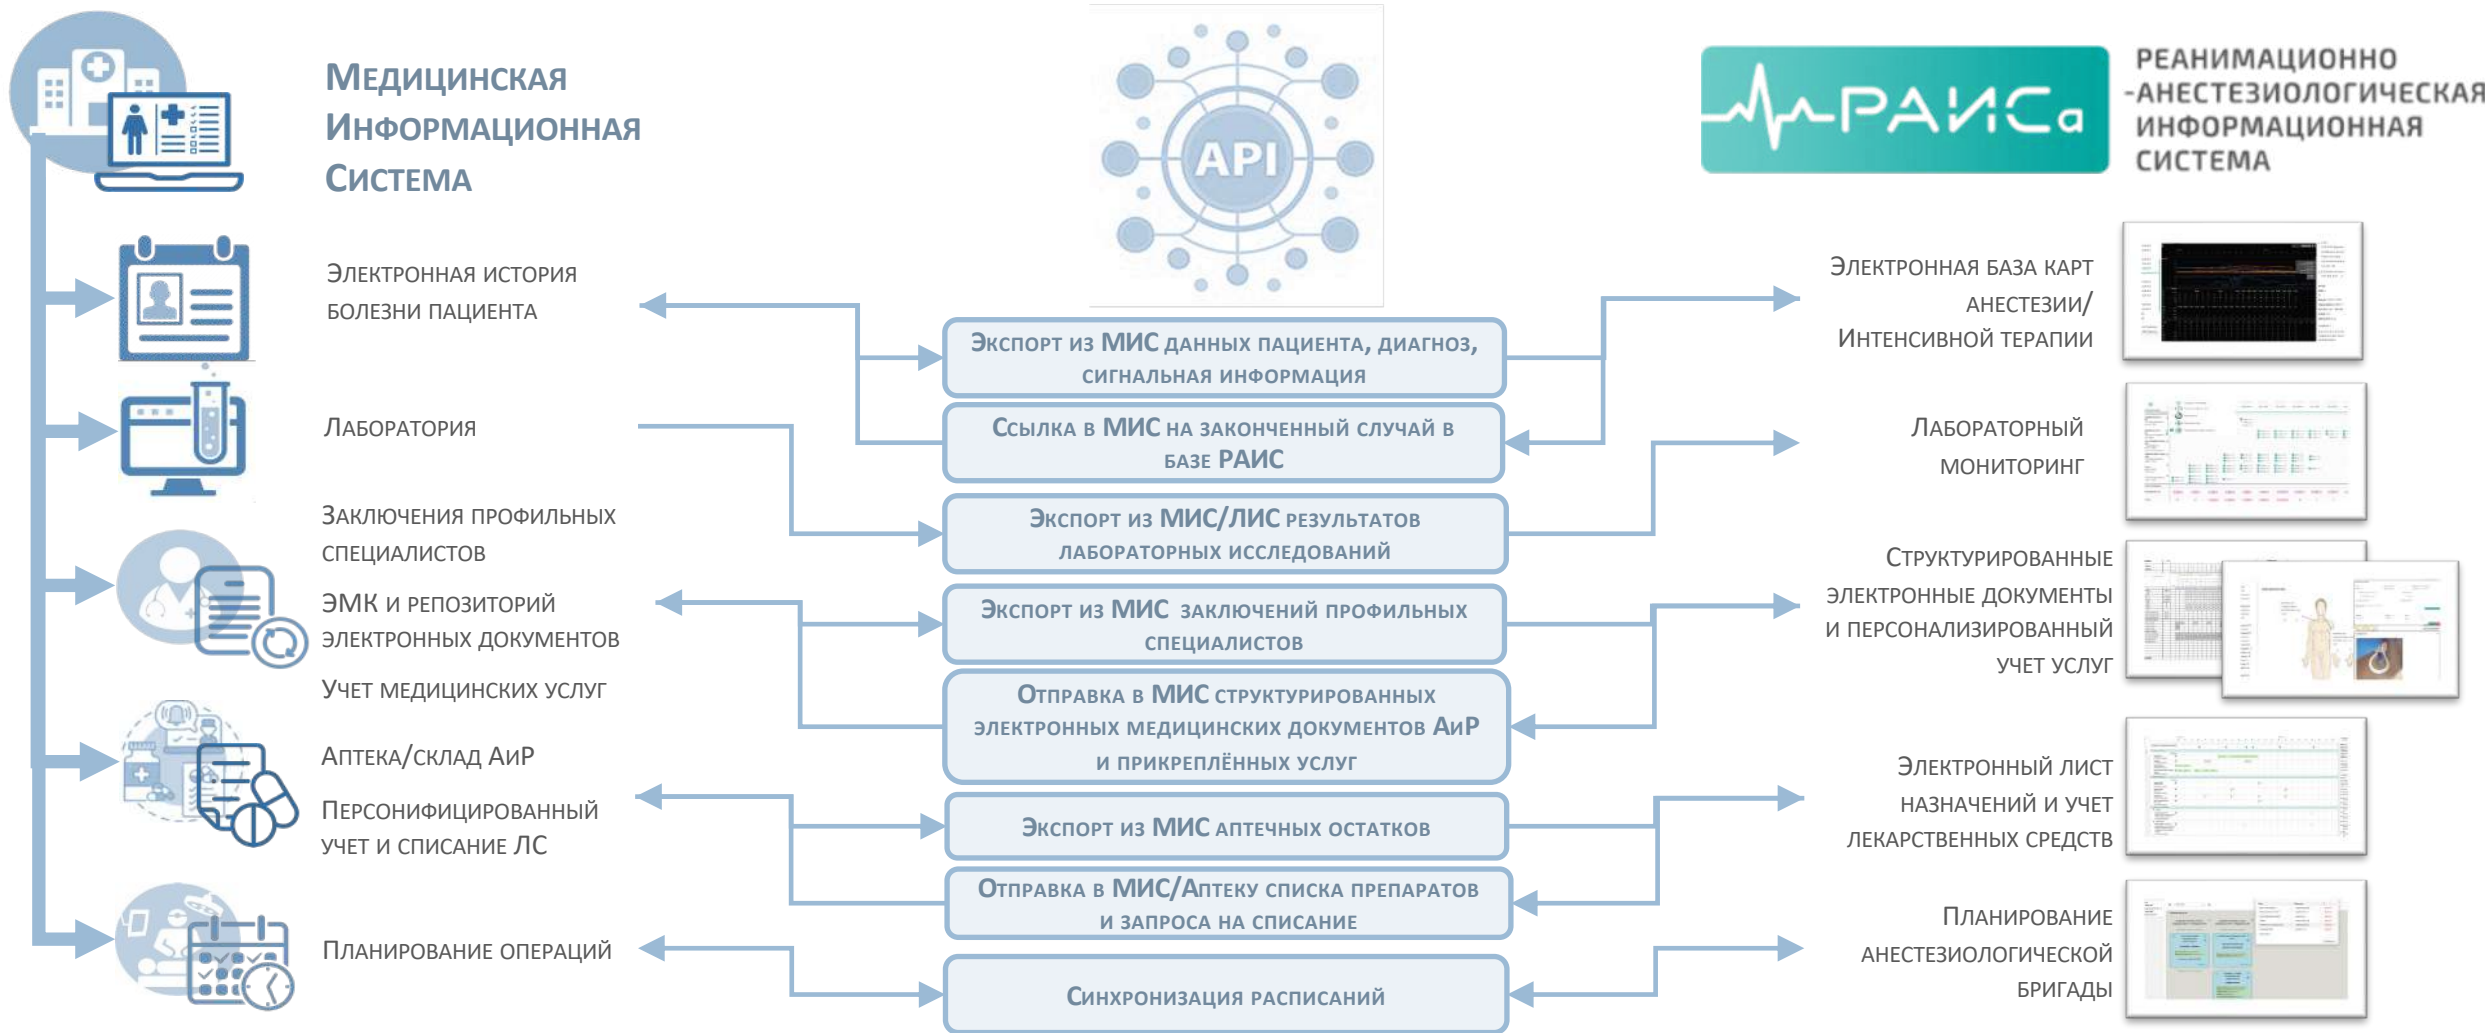 Медицинская
Информационная
Система
API
РАИСа
РЕАНИМАЦИОННО
-АНЕСТЕЗИОЛОГИЧЕСКАЯ
ИНФОРМАЦИОННАЯ
СИСТЕМА
Электронная история
болезни пациента
Лаборатория
Заключения профильных
специалистов
ЭМК и репозиторий
электронных документов
Учет медицинских услуг
Аптека/склад АиР
Персонифицированный
учет и списание ЛС
Планирование операций
Экспорт из МИС данных пациента, диагноз,
сигнальная информация
Ссылка в МИС на законченный случай в
базе РАИС
Экспорт из МИС/ЛИС результатов
лабораторных исследований
Экспорт из МИС заключений профильных
специалистов
Отправка в МИС структурированных
электронных медицинских документов АиР
и прикреплённых услуг
Экспорт из МИС аптечных остатков
Отправка в МИС/Аптеку списка препаратов
и запроса на списание
Синхронизация расписаний
Электронная база карт
анестезии/
Интенсивной терапии
Лабораторный
мониторинг
Структурированные
электронные документы
и персонализированный
учет услуг
Электронный лист
назначений и учет
лекарственных средств
Планирование
анестезиологической
бригады